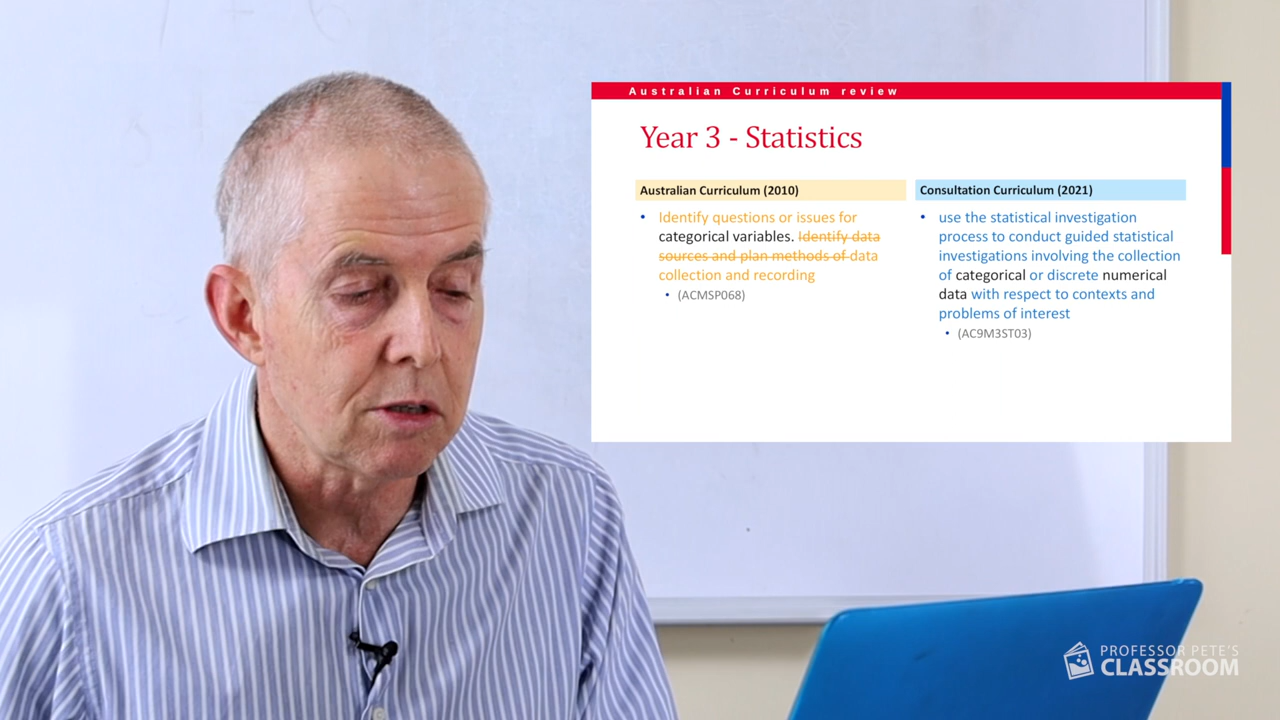 Australian Curriculum review
Year 3 - Statistics
Australian Curriculum (2010)
• Identify questions or issues for
categorical variables. Identify data
sources and plan methods of data
collection and recording
• (ACMSP068)
Consultation Curriculum (2021)
• use the statistical investigation
process to conduct guided statistical
investigations involving the collection
of categorical or discrete numerical
data with respect to contexts and
problems of interest
• (AC9M3ST03)
PROFESSOR PETE'S
CLASSROOM